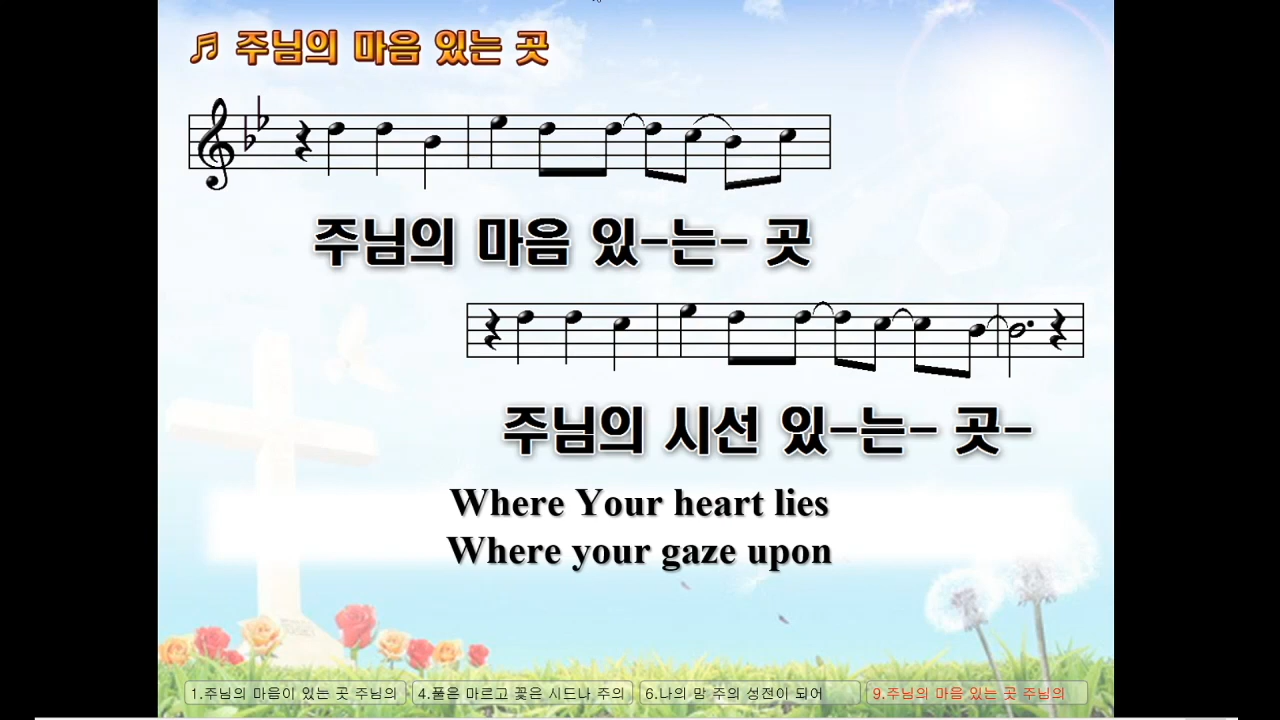 주님의 마음 있는 곳
주님의 마음 있-는- 곳
주님의 시선 있-는- 곳-
Where Your heart lies
Where your gaze upon
1.주님의 마음이 있는 곳 주님의
4.풀은 마르고 꽃은 시드나 주의
6.나의 맘 주의 성전이 되어
9.주님의 마음 있는 곳 주님의